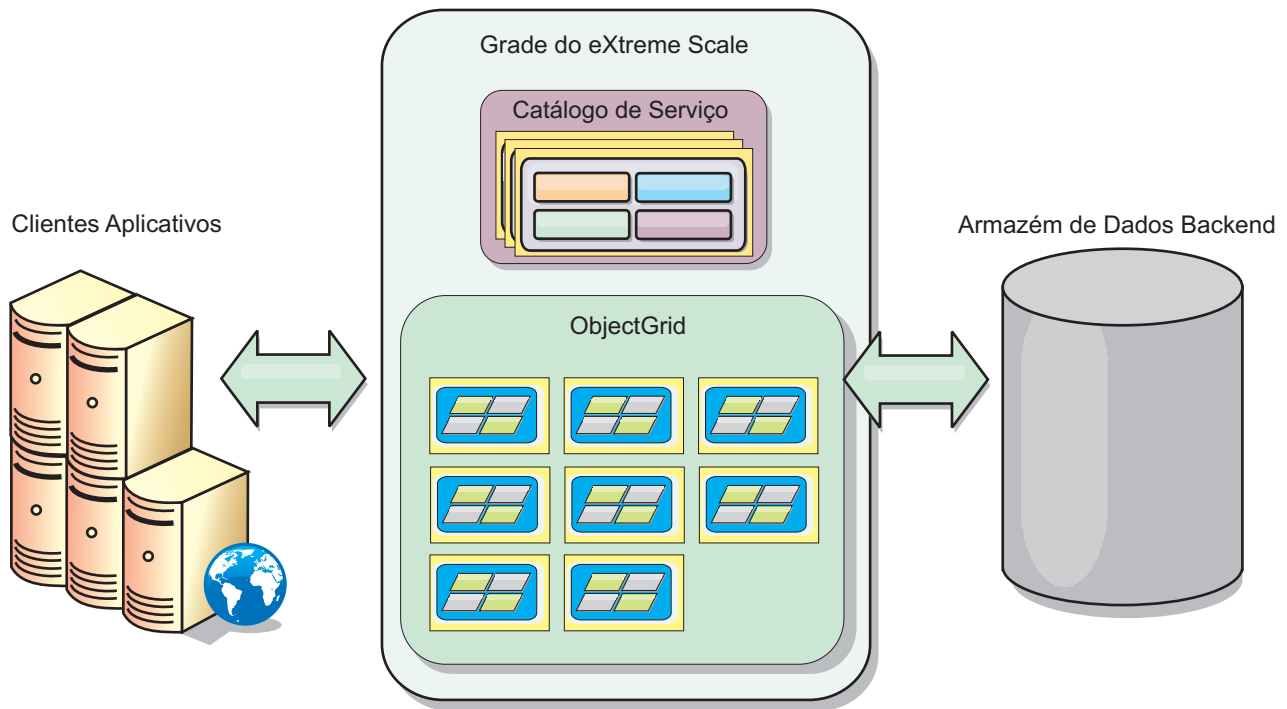 Grade do eXtreme Scale
Catálogo de Serviço
Clientes Aplicativos
Armazém de Dados Backend
ObjectGrid